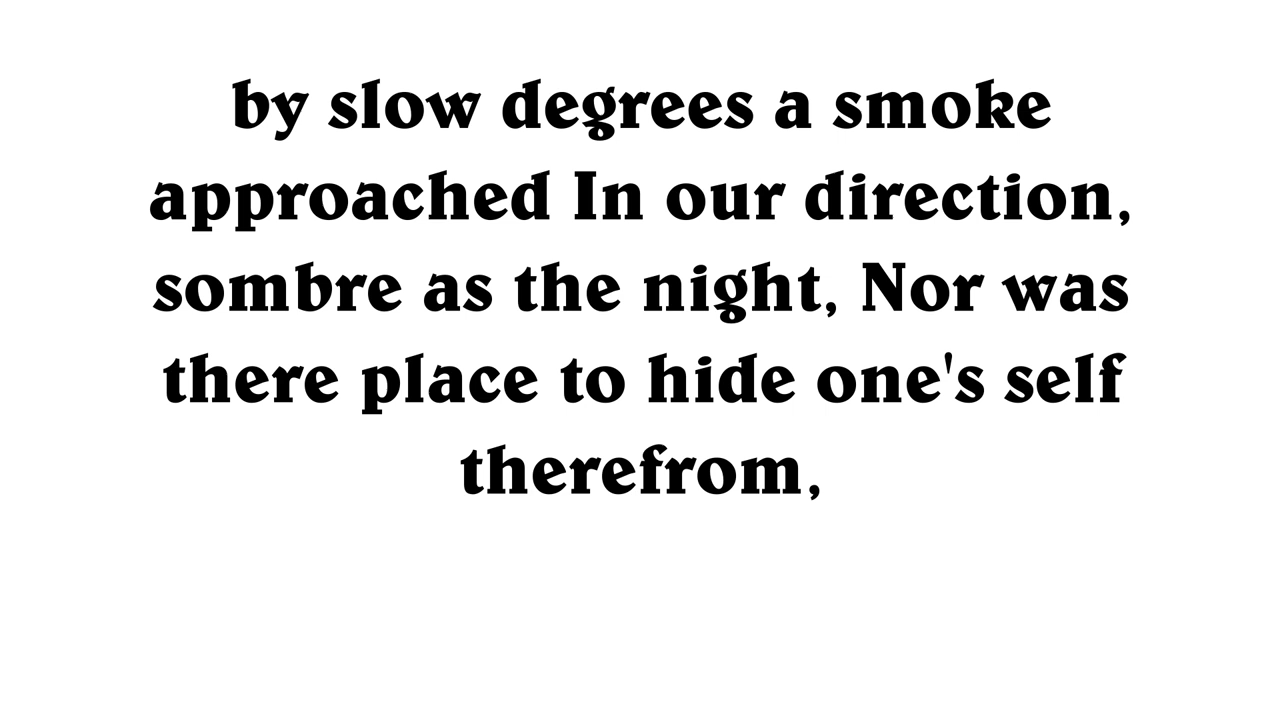 by slow degrees a smoke
approached In our direction,
sombre as the night, Nor was
there place to hide one's self
therefrom,